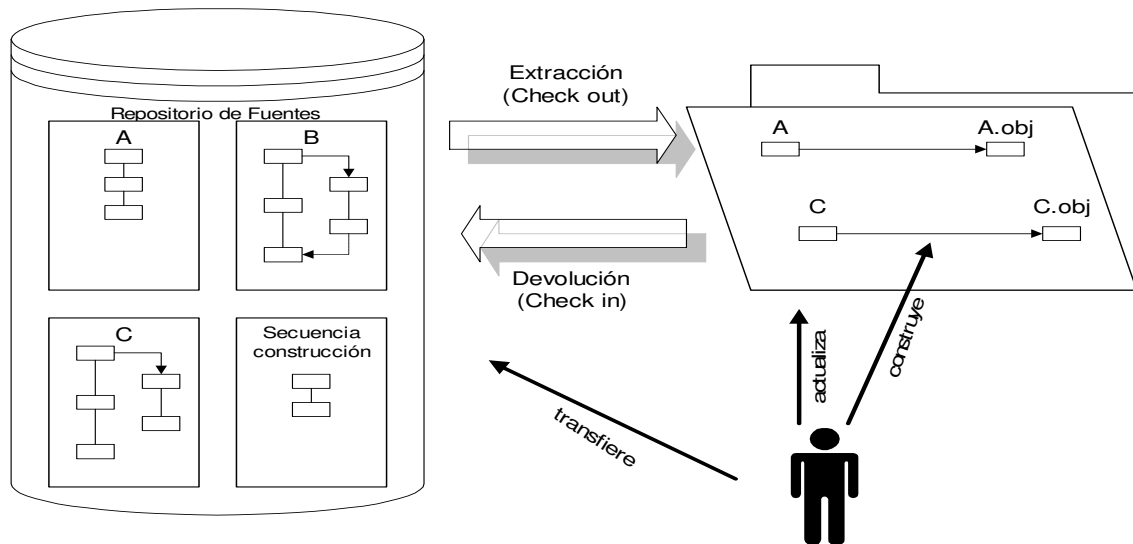 Repositorio de Fuentes
A
B
C
Secuencia
construcción
Extracción
(Check out)
Devolución
(Check in)
A
A.obj
C
C.obj
transfiere
actualiza
construye